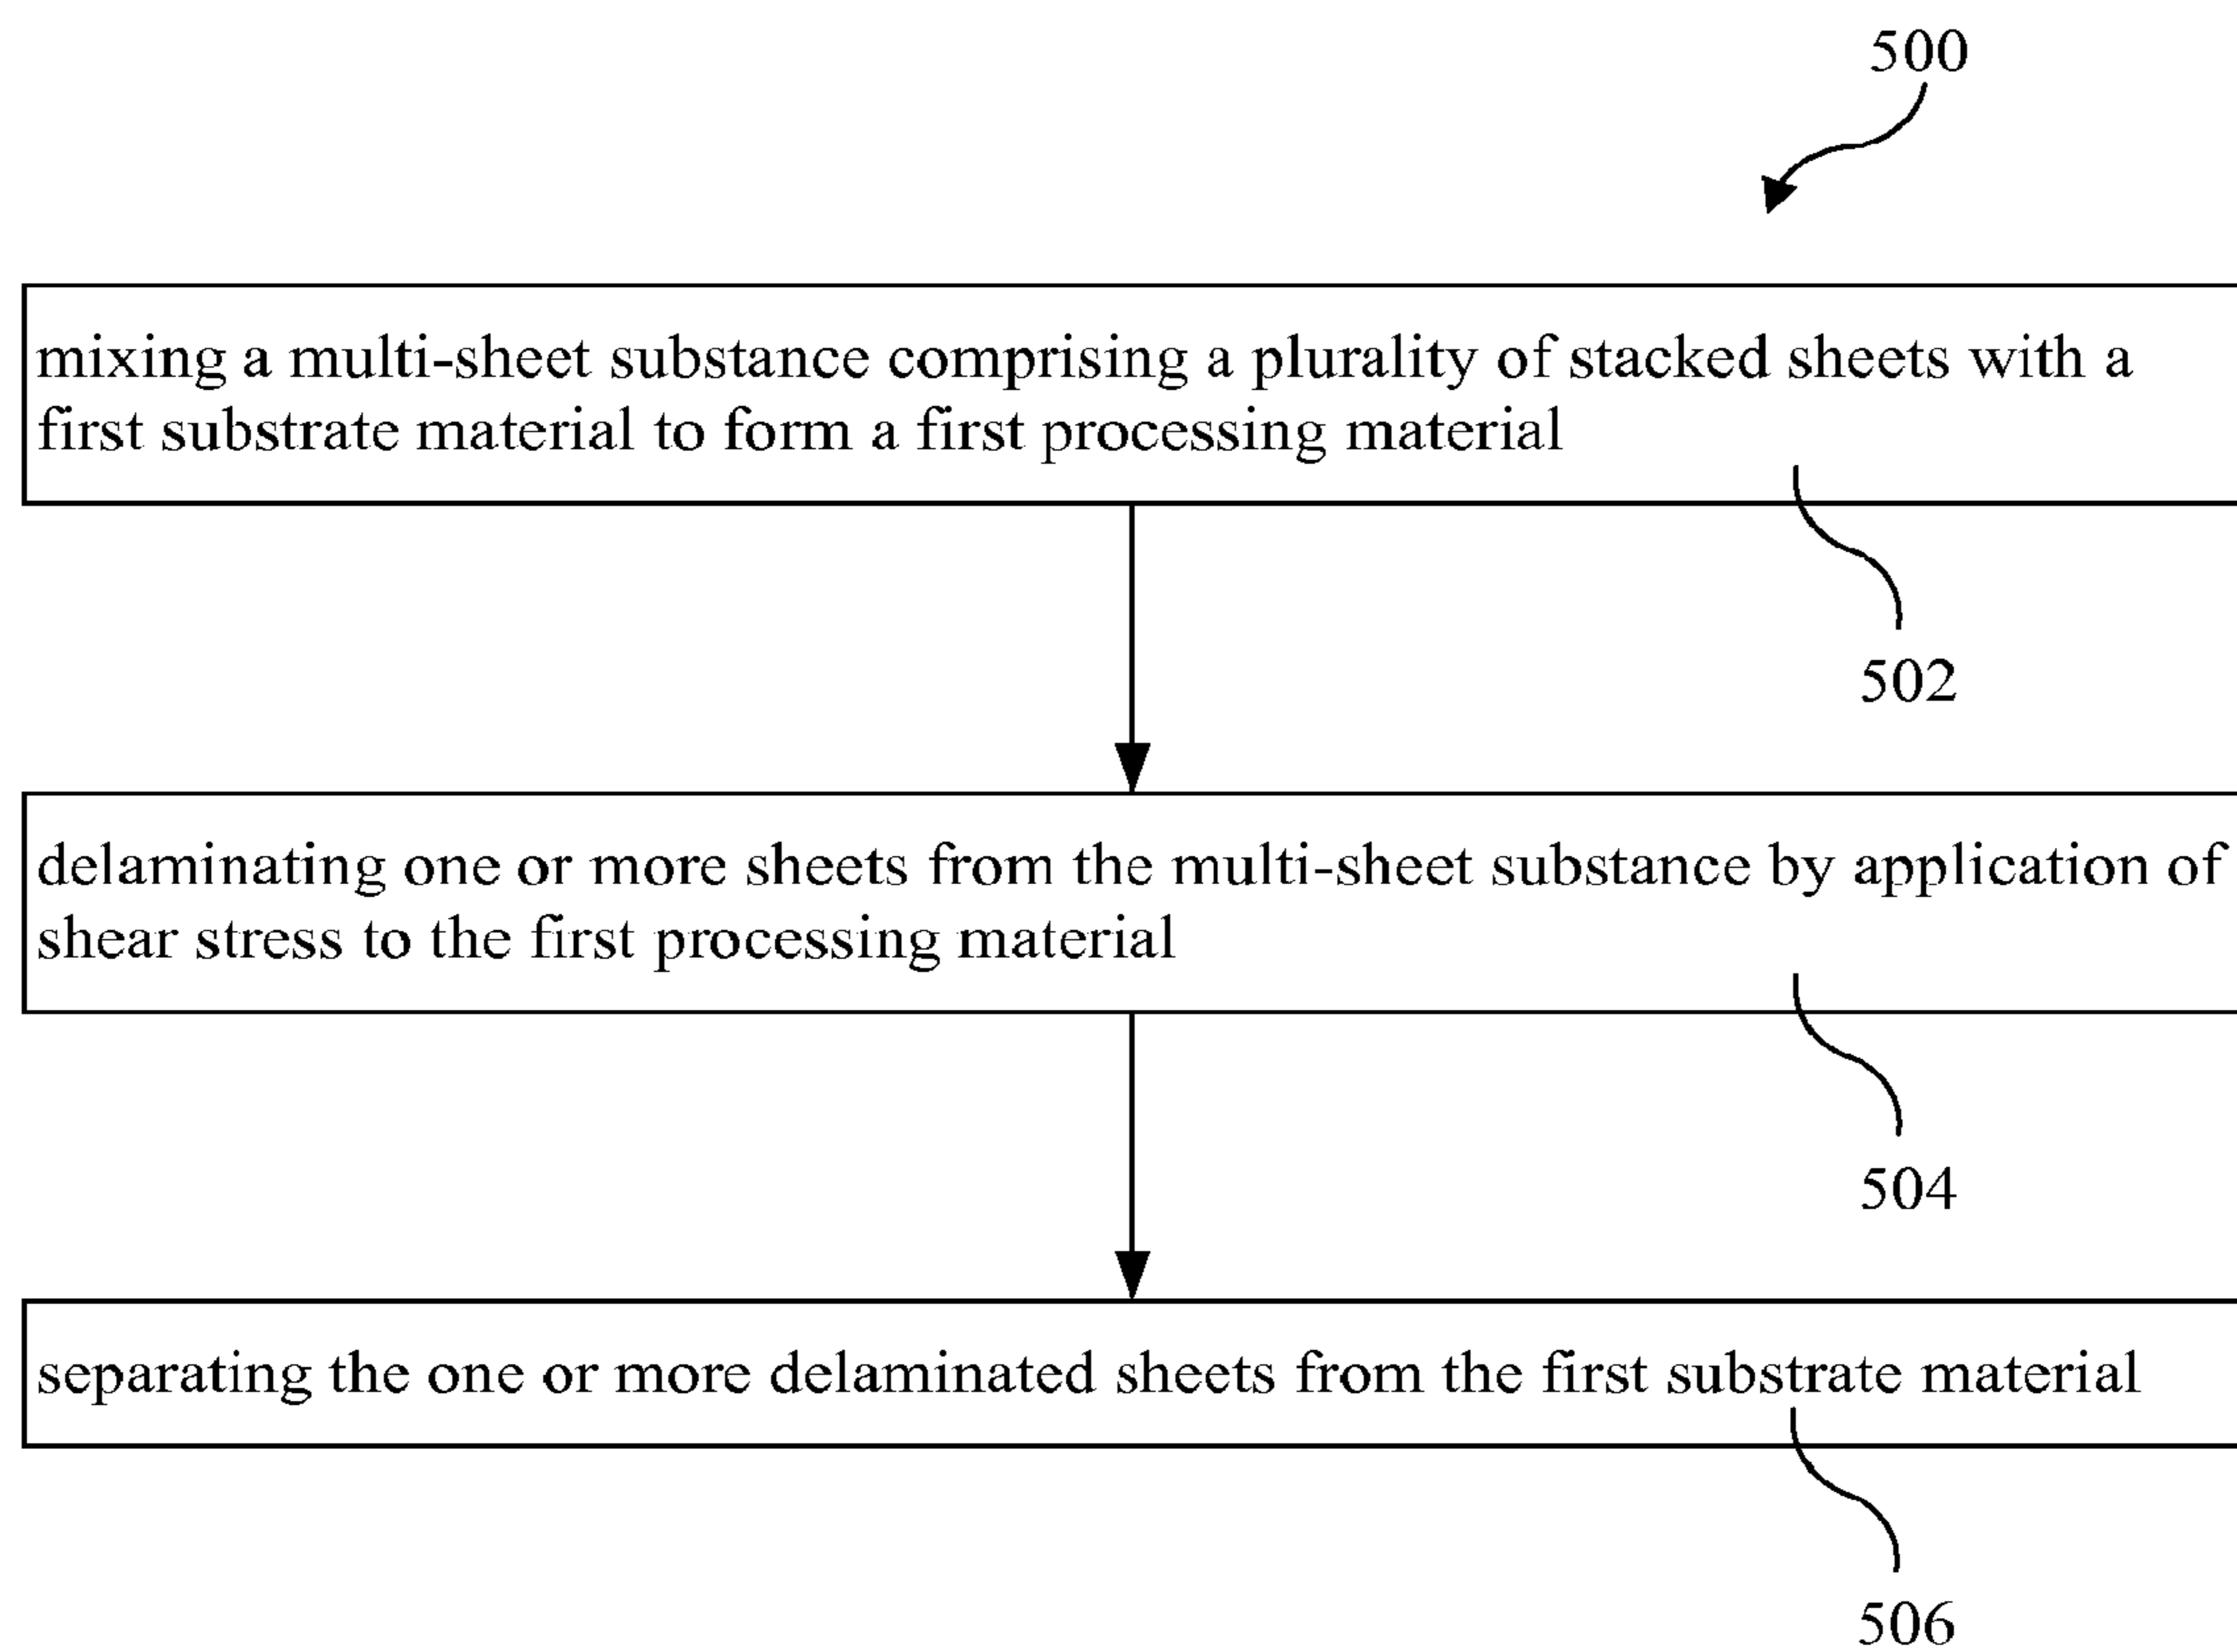 500
mixing a multi-sheet substance comprising a plurality of stacked sheets with a
first substrate material to form a first processing material
502
delaminating one or more sheets from the multi-sheet substance by application of
shear stress to the first processing material
504
separating the one or more delaminated sheets from the first substrate material
506